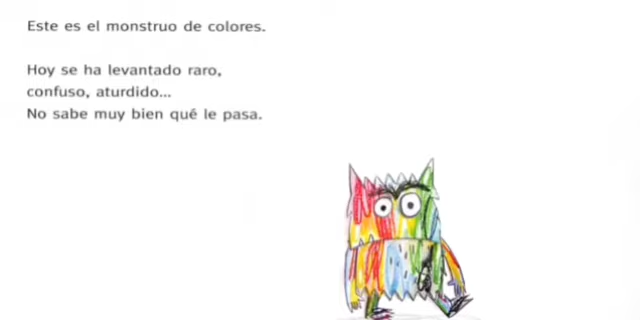 Este es el monstruo de colores.
Hoy se ha levantado raro,
confuso, aturdido...
No sabe muy bien qué le pasa.